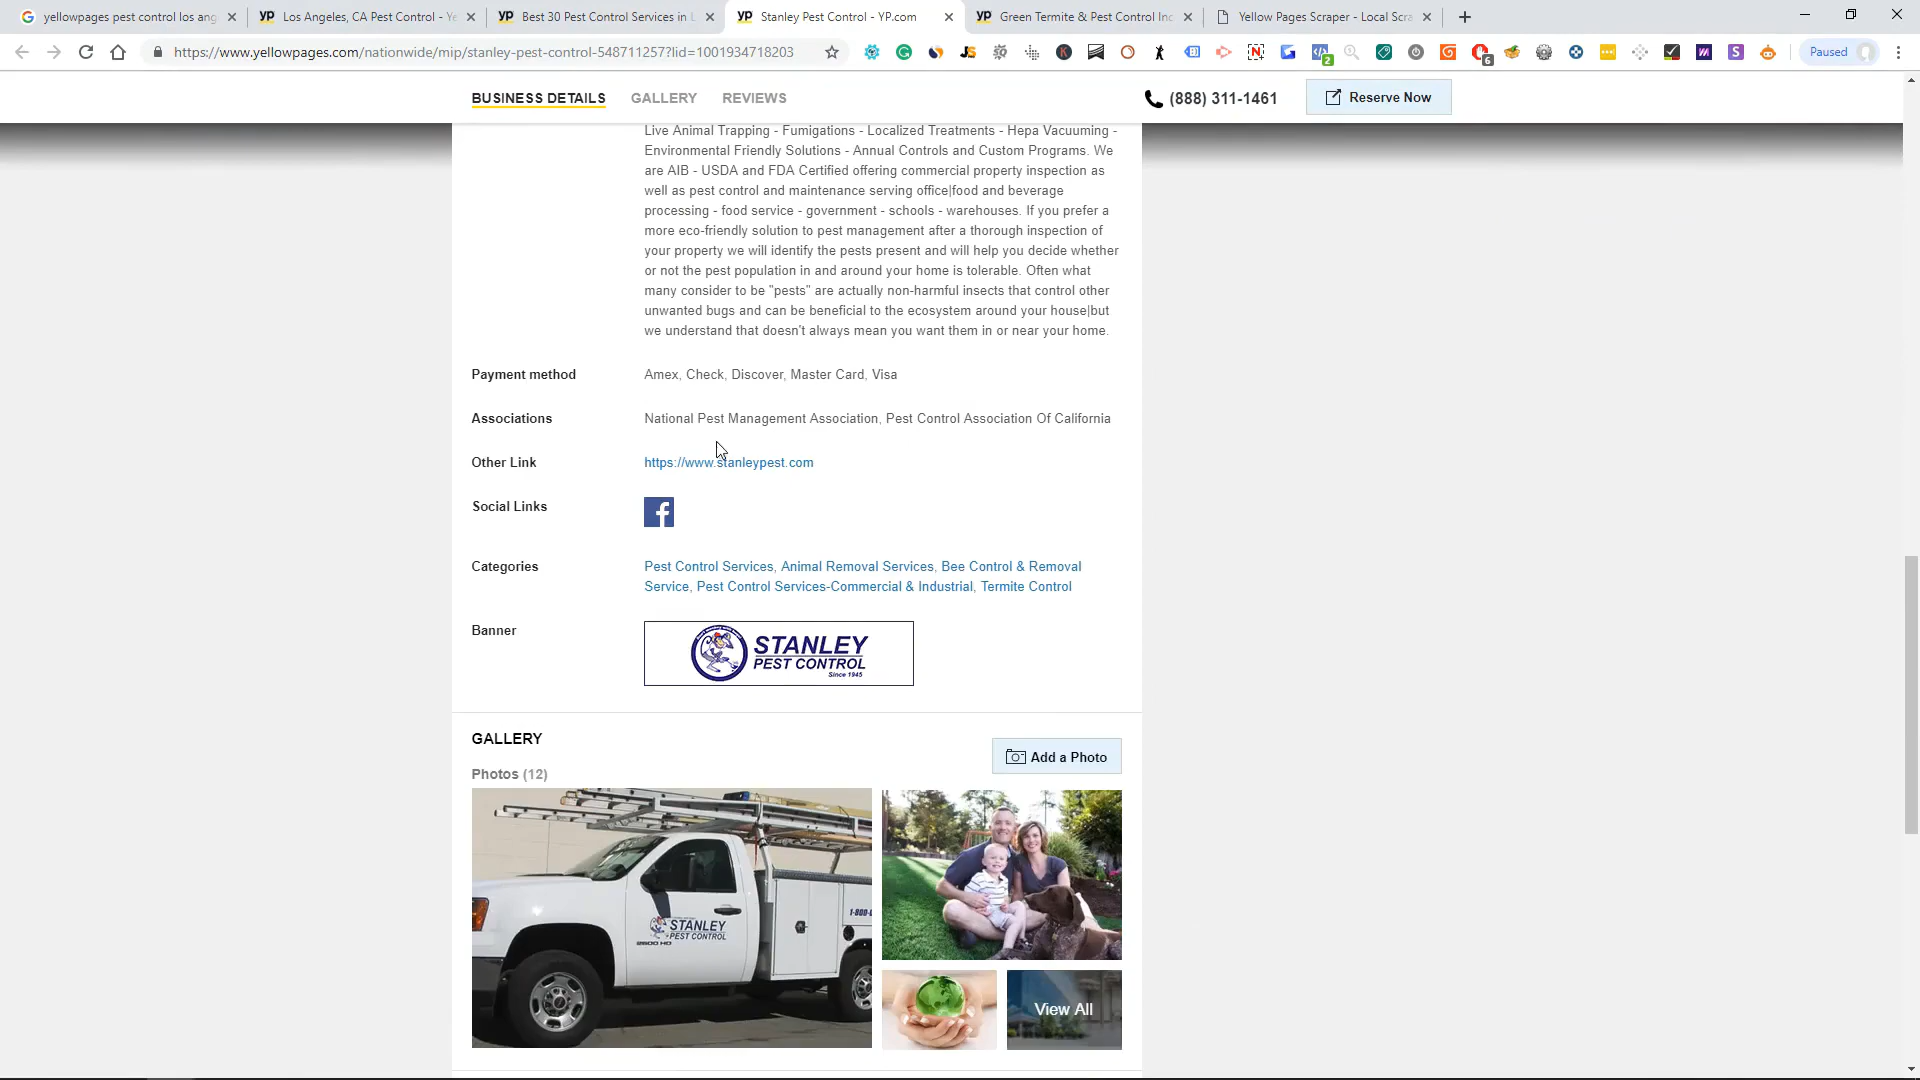 yellowpages pest control los ang
Los Angeles, CA Pest Control - Ye
Best 30 Pest Control Services in L
Stanley Pest Control - YP.com
Green Termite & Pest Control Inc
Yellow Pages Scraper - Local Scra
https://www.yellowpages.com/nationwide/mip/stanley-pest-control-548711257?lid=1001934718203
Paused
BUSINESS DETAILS
GALLERY
REVIEWS
(888) 311-1461
Reserve Now
Live Animal Trapping - Fumigations - Localized Treatments - Hepa Vacuuming -
Environmental Friendly Solutions - Annual Controls and Custom Programs. We
are AIB - USDA and FDA Certified offering commercial property inspection as
well as pest control and maintenance serving office|food and beverage
processing - food service - government - schools - warehouses. If you prefer a
more eco-friendly solution to pest management after a thorough inspection of
your property we will identify the pests present and will help you decide whether
or not the pest population in and around your home is tolerable. Often what
many consider to be "pests" are actually non-harmful insects that control other
unwanted bugs and can be beneficial to the ecosystem around your house|but
we understand that doesn't always mean you want them in or near your home.
Payment method
Amex, Check, Discover, Master Card, Visa
Associations
National Pest Management Association, Pest Control Association Of California
Other Link
https://www.stanleypest.com
Social Links
Categories
Pest Control Services, Animal Removal Services, Bee Control & Removal
Service, Pest Control Services-Commercial & Industrial, Termite Control
Banner
STANLEY
PEST CONTROL
Since 1945
GALLERY
Add a Photo
Photos (12)
1-800-
STANLEY
PEST CONTROL
2500 HD
View All